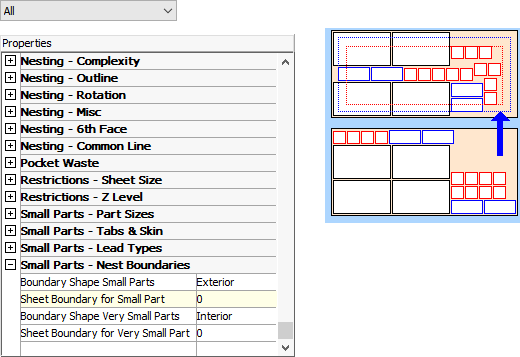 All
Properties
Nesting - Complexity
Nesting - Outline
Nesting - Rotation
Nesting - Misc
Nesting - 6th Face
Nesting - Common Line
Pocket Waste
Restrictions - Sheet Size
Restrictions - Z Level
Small Parts - Part Sizes
Small Parts - Tabs & Skin
Small Parts - Lead Types
Small Parts - Nest Boundaries
Boundary Shape Small Parts Exterior
Sheet Boundary for Small Part 0
Boundary Shape Very Small Parts Interior
Sheet Boundary for Very Small Part 0